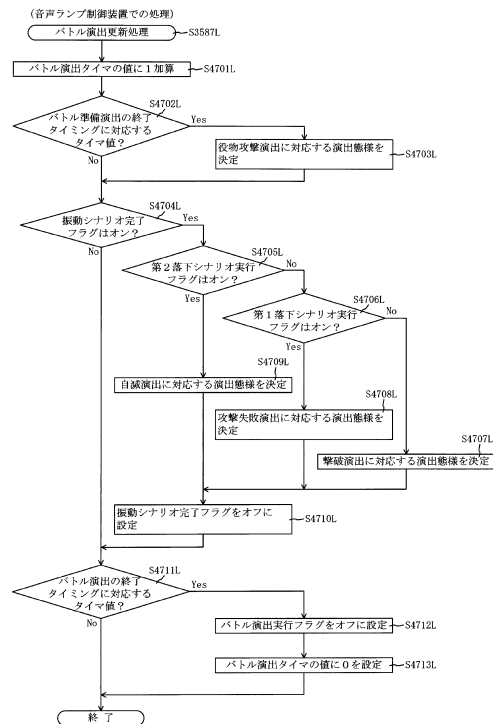 (音声ランプ制御装置での処理)
バトル演出更新処理
S3587L
バトル演出タイマの値に1加算
S4701L
S4702L
バトル準備演出の終了
タイミングに対応する
タイマ値?
Yes
No
役物攻撃演出に対応する演出態様を
決定
S4703L
S4704L
振動シナリオ完了
フラグはオン?
Yes
No
S4705L
第2落下シナリオ実行
フラグはオン?
No
Yes
S4706L
第1落下シナリオ実行
フラグはオン?
No
Yes
S4709L
自滅演出に対応する演出態様を決定
S4708L
攻撃失敗演出に対応する演出態様を
決定
S4707L
撃破演出に対応する演出態様を決定
振動シナリオ完了フラグをオフに
設定
S4710L
S4711L
バトル演出の終了
タイミングに対応する
タイマ値?
Yes
No
バトル演出実行フラグをオフに設定
S4712L
バトル演出タイマの値に0を設定
S4713L
終了